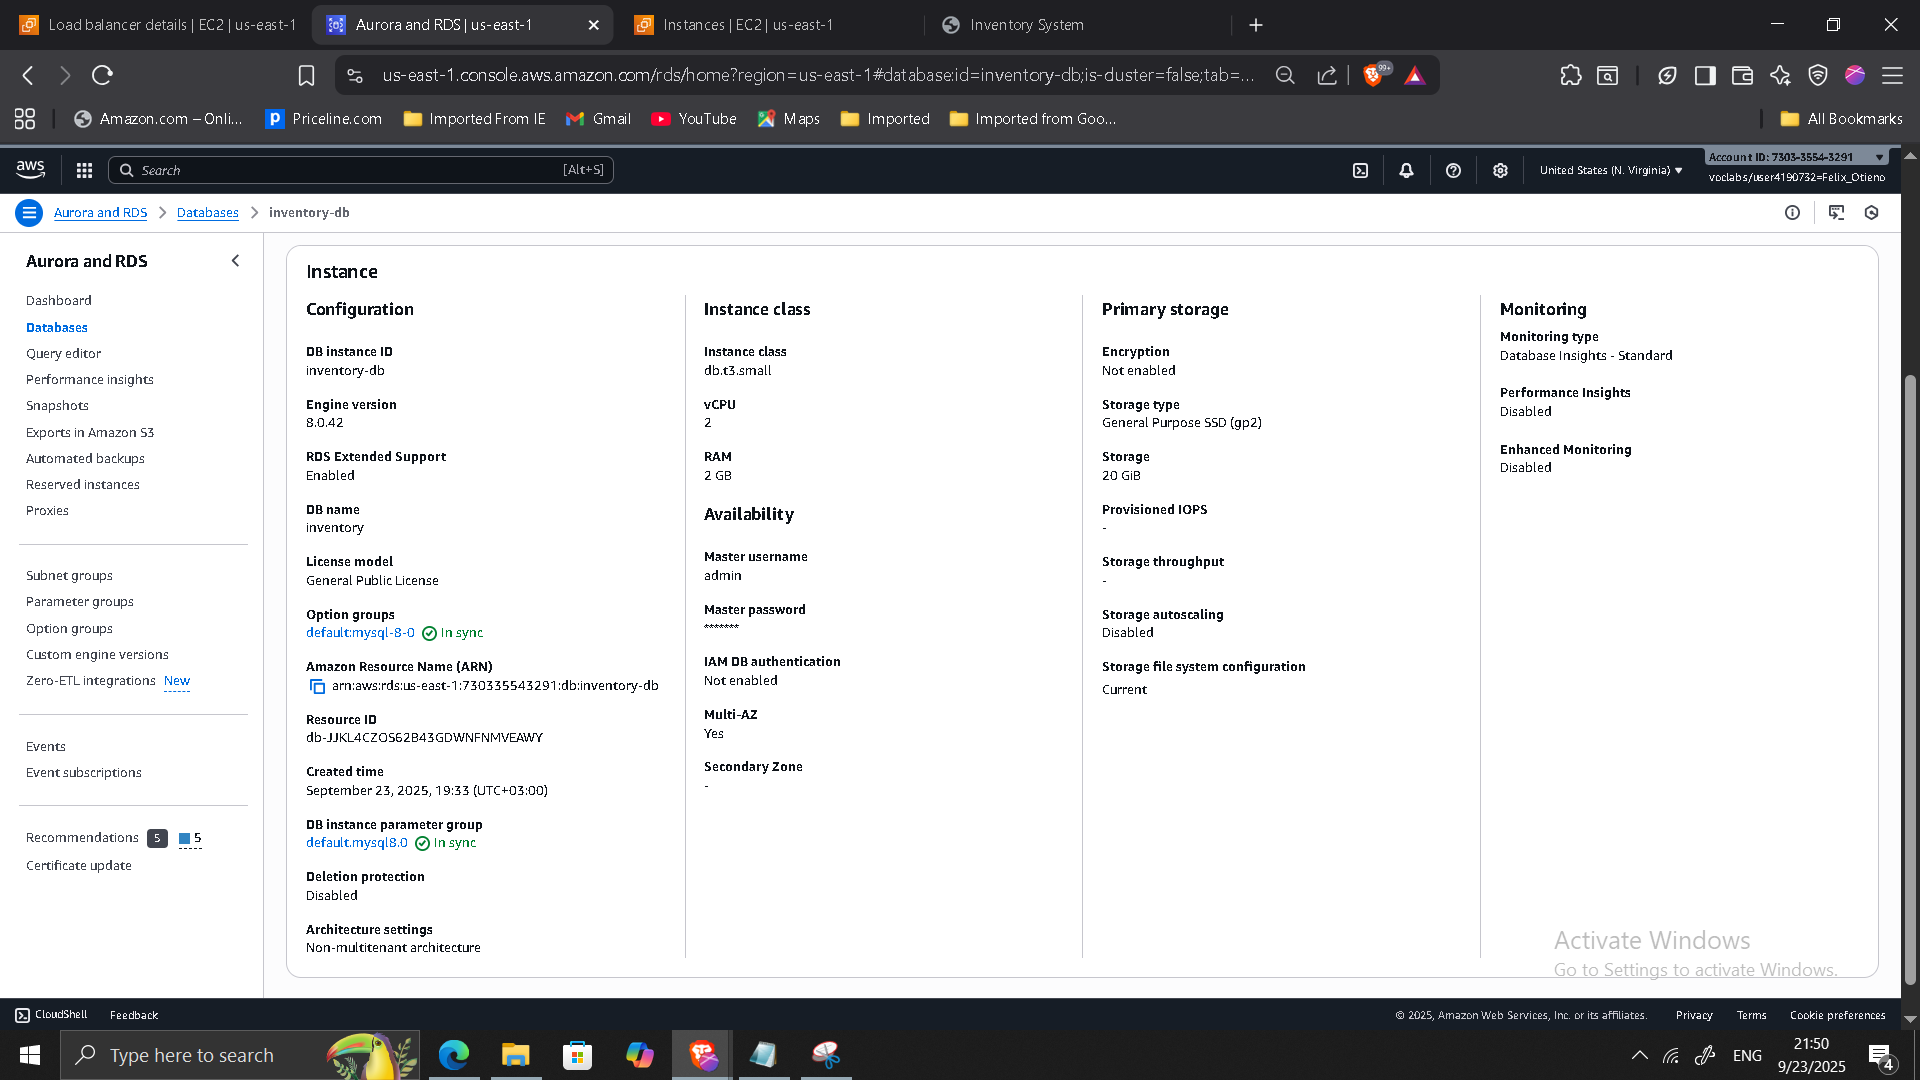 Load balancer details | EC2 | us-east-1
Aurora and RDS | us-east-1
Instances | EC2 | us-east-1
Inventory System
us-east-1.console.aws.amazon.com/rds/home?region=us-east-1#database:id=inventory-db;is-cluster=false;tab=...
99+
Amazon.com – Onli...
Priceline.com
Imported From IE
Gmail
YouTube
Maps
Imported
Imported from Goo...
All Bookmarks
aws
Search
[Alt+S]
United States (N. Virginia)
Account ID: 7303-3554-3291
voclabs/user4190732=Felix_Otieno
Aurora and RDS
Databases
inventory-db
Aurora and RDS
Dashboard
Databases
Query editor
Performance insights
Snapshots
Exports in Amazon S3
Automated backups
Reserved instances
Proxies
Subnet groups
Parameter groups
Option groups
Custom engine versions
Zero-ETL integrations New
Events
Event subscriptions
Recommendations 5 5
Certificate update
Instance
Configuration
DB instance ID
inventory-db
Engine version
8.0.42
RDS Extended Support
Enabled
DB name
inventory
License model
General Public License
Option groups
default:mysql-8-0 In sync
Amazon Resource Name (ARN)
arn:aws:rds:us-east-1:730335543291:db:inventory-db
Resource ID
db-JJKL4CZOS62B43GDWNFNMVEAWY
Created time
September 23, 2025, 19:33 (UTC+03:00)
DB instance parameter group
default.mysql8.0 In sync
Deletion protection
Disabled
Architecture settings
Non-multitenant architecture
Instance class
Instance class
db.t3.small
vCPU
2
RAM
2 GB
Availability
Master username
admin
Master password
*******
IAM DB authentication
Not enabled
Multi-AZ
Yes
Secondary Zone
-
Primary storage
Encryption
Not enabled
Storage type
General Purpose SSD (gp2)
Storage
20 GiB
Provisioned IOPS
-
Storage throughput
-
Storage autoscaling
Disabled
Storage file system configuration
Current
Monitoring
Monitoring type
Database Insights - Standard
Performance Insights
Disabled
Enhanced Monitoring
Disabled
Activate Windows
Go to Settings to activate Windows.
CloudShell
Feedback
© 2025, Amazon Web Services, Inc. or its affiliates.
Privacy
Terms
Cookie preferences
Type here to search
ENG
21:50
9/23/2025
4